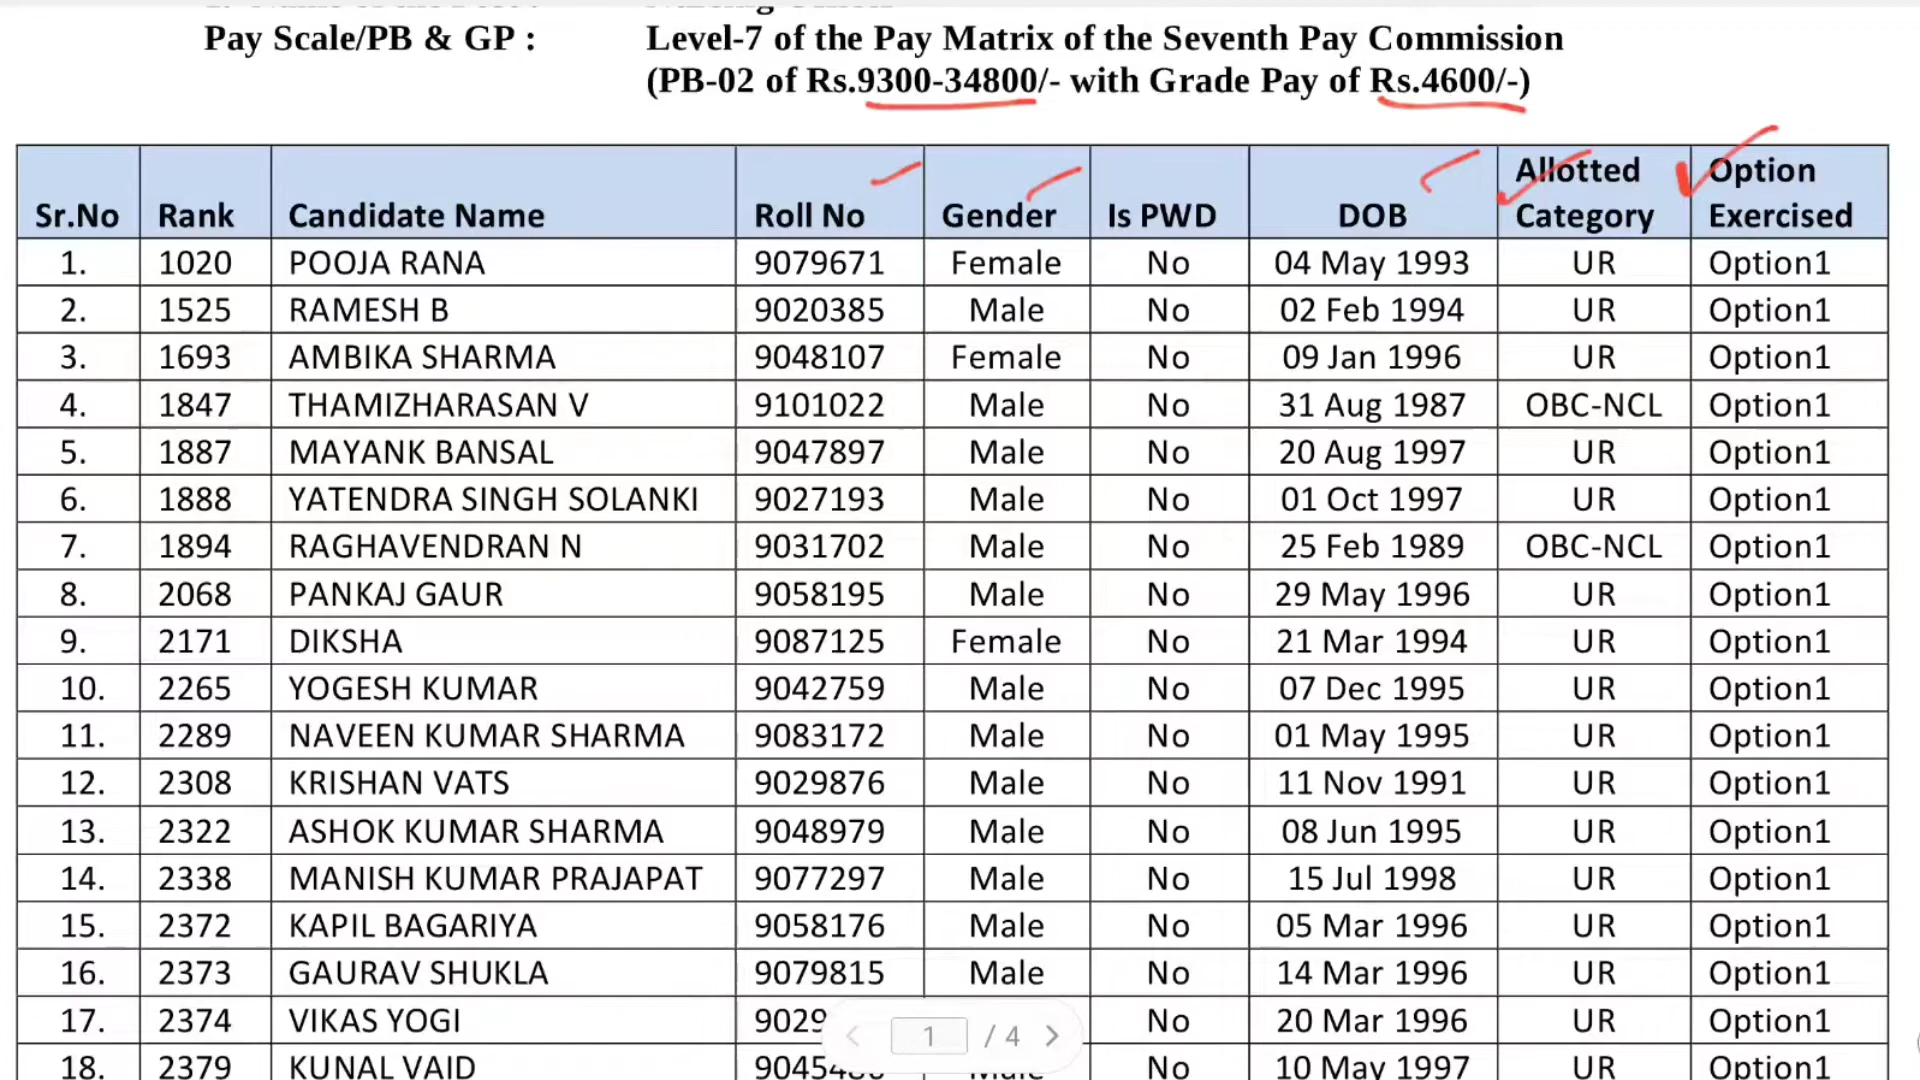 Pay Scale/PB & GP : Level-7 of the Pay Matrix of the Seventh Pay Commission
(PB-02 of Rs.9300-34800/- with Grade Pay of Rs.4600/-)
Sr.No Rank Candidate Name Roll No Gender Is PWD DOB Allotted Category Option Exercised
1. 1020 POOJA RANA 9079671 Female No 04 May 1993 UR Option1
2. 1525 RAMESH B 9020385 Male No 02 Feb 1994 UR Option1
3. 1693 AMBIKA SHARMA 9048107 Female No 09 Jan 1996 UR Option1
4. 1847 THAMIZHARASAN V 9101022 Male No 31 Aug 1987 OBC-NCL Option1
5. 1887 MAYANK BANSAL 9047897 Male No 20 Aug 1997 UR Option1
6. 1888 YATENDRA SINGH SOLANKI 9027193 Male No 01 Oct 1997 UR Option1
7. 1894 RAGHAVENDRAN N 9031702 Male No 25 Feb 1989 OBC-NCL Option1
8. 2068 PANKAJ GAUR 9058195 Male No 29 May 1996 UR Option1
9. 2171 DIKSHA 9087125 Female No 21 Mar 1994 UR Option1
10. 2265 YOGESH KUMAR 9042759 Male No 07 Dec 1995 UR Option1
11. 2289 NAVEEN KUMAR SHARMA 9083172 Male No 01 May 1995 UR Option1
12. 2308 KRISHAN VATS 9029876 Male No 11 Nov 1991 UR Option1
13. 2322 ASHOK KUMAR SHARMA 9048979 Male No 08 Jun 1995 UR Option1
14. 2338 MANISH KUMAR PRAJAPAT 9077297 Male No 15 Jul 1998 UR Option1
15. 2372 KAPIL BAGARIYA 9058176 Male No 05 Mar 1996 UR Option1
16. 2373 GAURAV SHUKLA 9079815 Male No 14 Mar 1996 UR Option1
17. 2374 VIKAS YOGI No 20 Mar 1996 UR Option1
18. 2379 KUNAL VAID No 10 May 1997 UR Option1
1 / 4